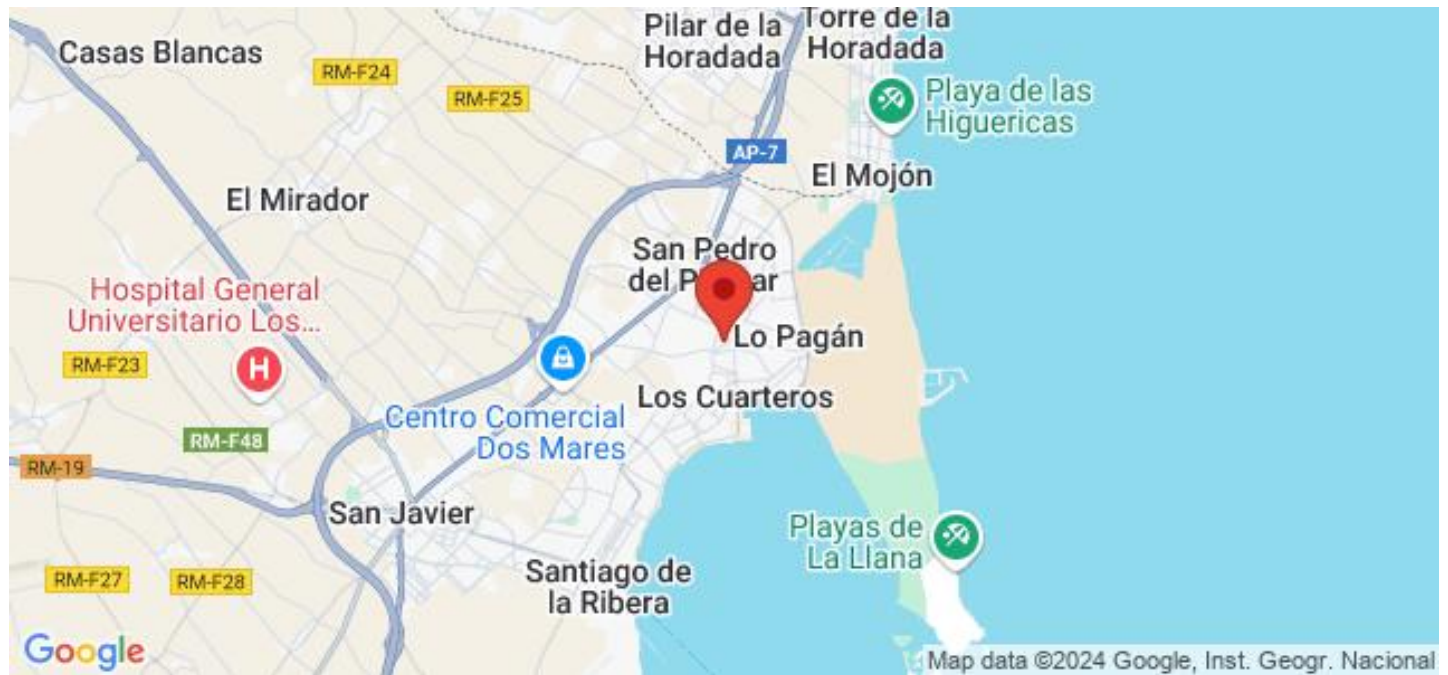 Pilar de la
Horadada
Torre de la
Horadada
Casas Blancas
RM-F24
RM-F25
Playa de las
Higuericas
AP-7
El Mojón
El Mirador
San Pedro
del
Hospital General
Universitario Los...
Lo Pagán
RM-F23
H
Los Cuarteros
Centro Comercial
Dos Mares
RM-F48
RM-19
San Javier
Playas de
La Llana
Santiago de
la Ribera
RM-F27
RM-F28
Google
Map data ©2024 Google, Inst. Geogr. Nacional